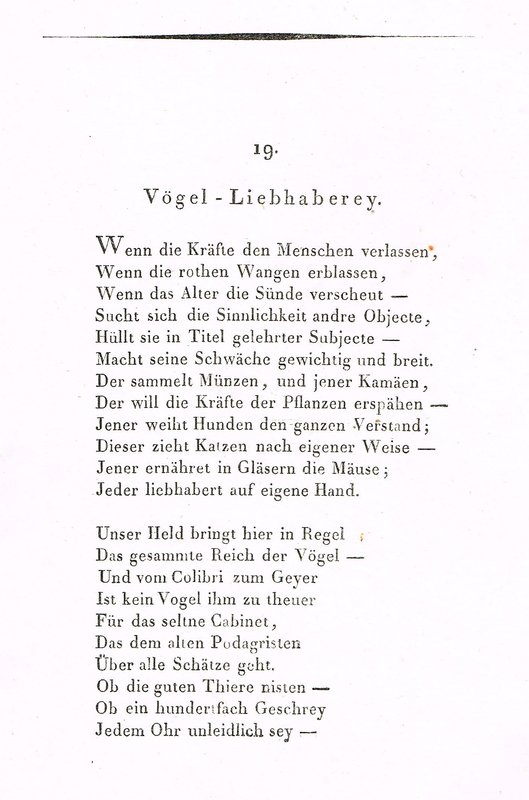 19.
Vögel - Liebhaberey.
Wenn die Kräfte den Menschen verlassen,
Wenn die rothen Wangen erblassen,
Wenn das Alter die Sünde verscheut —
Sucht sich die Sinnlichkeit andre Objecte,
Hüllt sie in Titel gelehrter Subjecte —
Macht seine Schwäche gewichtig und breit.
Der sammelt Münzen, und jener Kamäen,
Der will die Kräfte der Pflanzen erspähen —
Jener weiht Hunden den ganzen Verstand;
Dieser zieht Katzen nach eigener Weise —
Jener ernähret in Gläsern die Mäuse;
Jeder liebhabert auf eigene Hand.
Unser Held bringt hier in Regel
Das gesammte Reich der Vögel —
Und vom Colibri zum Geyer
Ist kein Vogel ihm zu theuer
Für das seltne Cabinet,
Das dem alten Podagristen
Über alle Schätze geht.
Ob die guten Thiere nisten —
Ob ein hundertfach Geschrey
Jedem Ohr unleidlich sey —